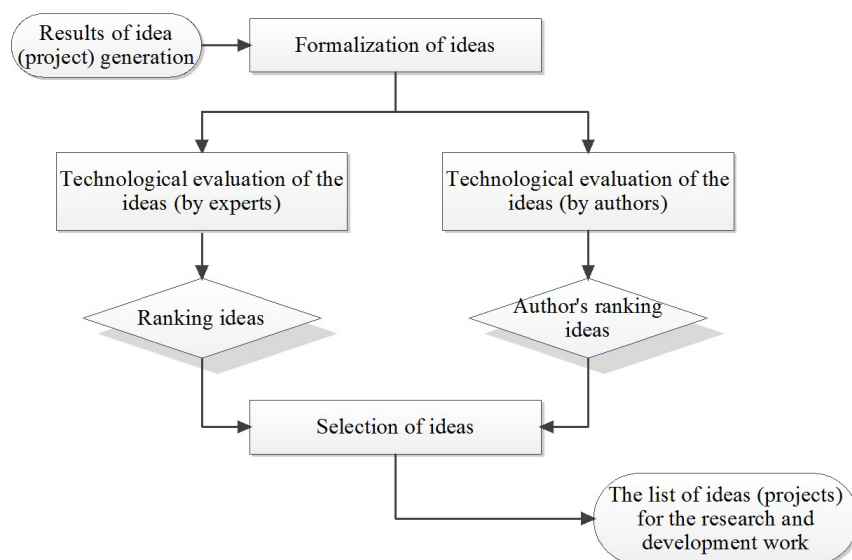 Results of idea
(project) generation
Formalization of ideas
Technological evaluation of the
ideas (by experts)
Technological evaluation of the
ideas (by authors)
Ranking ideas
Author's ranking
ideas
Selection of ideas
The list of ideas (projects)
for the research and
development work